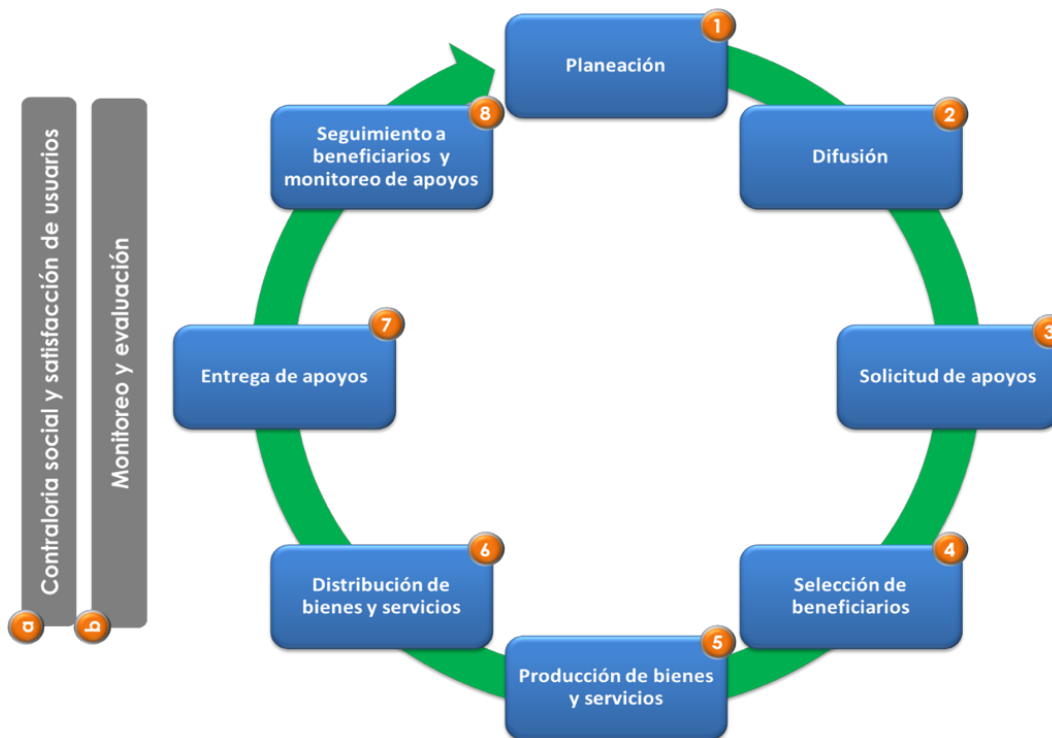 1
Planeación
2
Difusión
3
Solicitud de apoyos
4
Selección de
beneficiarios
5
Producción de bienes
y servicios
6
Distribución de
bienes y servicios
7
Entrega de apoyos
8
Seguimiento a
beneficiarios y
monitoreo de apoyos
a
Contraloria social y satisfacción de usuarios
b
Monitoreo y evaluación